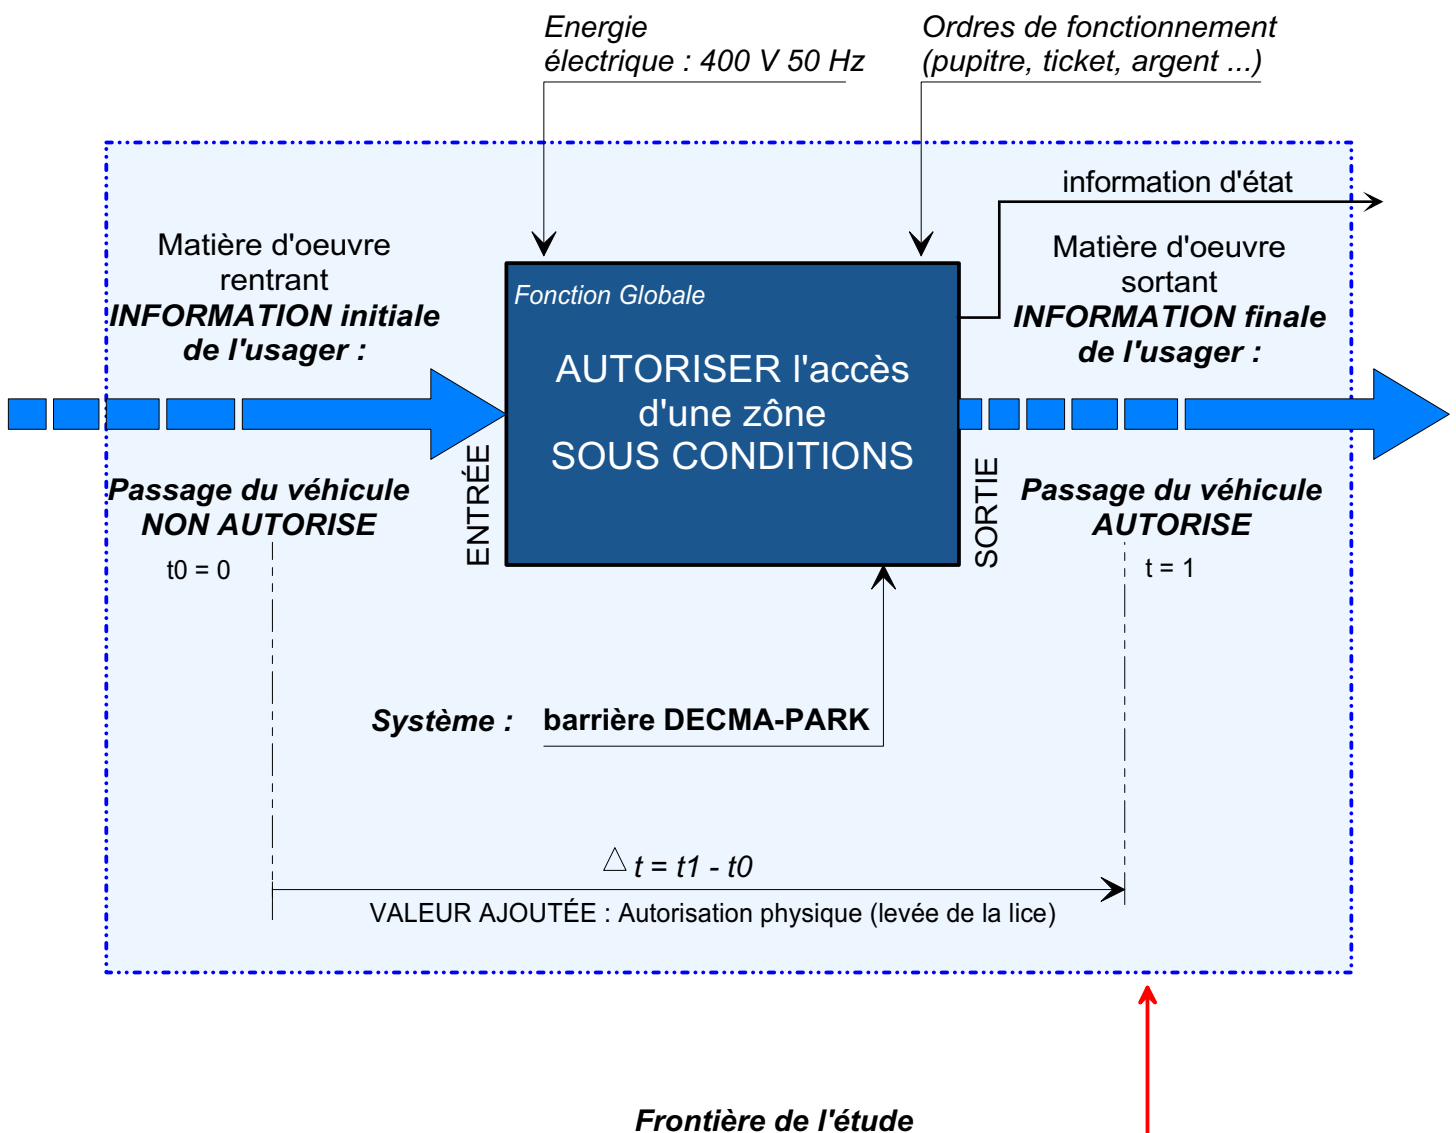 Energie
électrique : 400 V 50 Hz
Ordres de fonctionnement
(pupitre, ticket, argent ...)
information d'état
Matière d'oeuvre
rentrant
INFORMATION initiale
de l'usager :
Fonction Globale
AUTORISER l'accès
d'une zône
SOUS CONDITIONS
Matière d'oeuvre
sortant
INFORMATION finale
de l'usager :
ENTRÉE
SORTIE
Passage du véhicule
NON AUTORISE
t0 = 0
Passage du véhicule
AUTORISE
t = 1
Système : barrière DECMA-PARK
△ t = t1 - t0
VALEUR AJOUTÉE : Autorisation physique (levée de la lice)
Frontière de l'étude